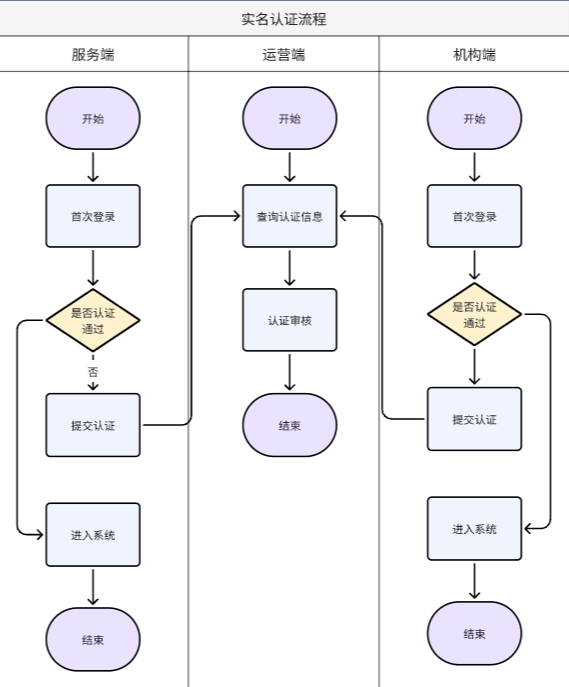 实名认证流程
服务端
运营端
机构端
开始
开始
开始
首次登录
查询认证信息
首次登录
是否认证
通过
认证审核
是否认证
通过
否
提交认证
结束
提交认证
进入系统
进入系统
结束
结束